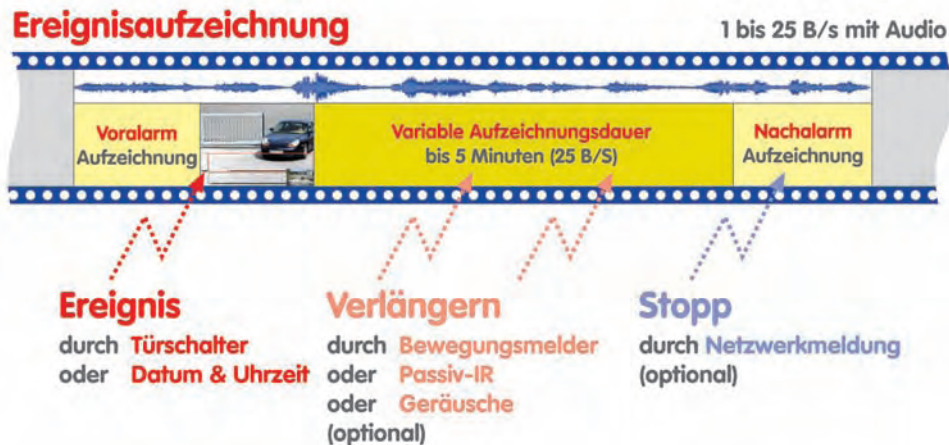 Ereignisaufzeichnung
1 bis 25 B/s mit Audio
Voralarm
Aufzeichnung
Variable Aufzeichnungsdauer
bis 5 Minuten (25 B/S)
Nachalarm
Aufzeichnung
Ereignis
durch Türschalter
oder Datum & Uhrzeit
Verlängern
durch Bewegungsmelder
oder Passiv-IR
oder Geräusche
(optional)
Stopp
durch Netzwerkmeldung
(optional)